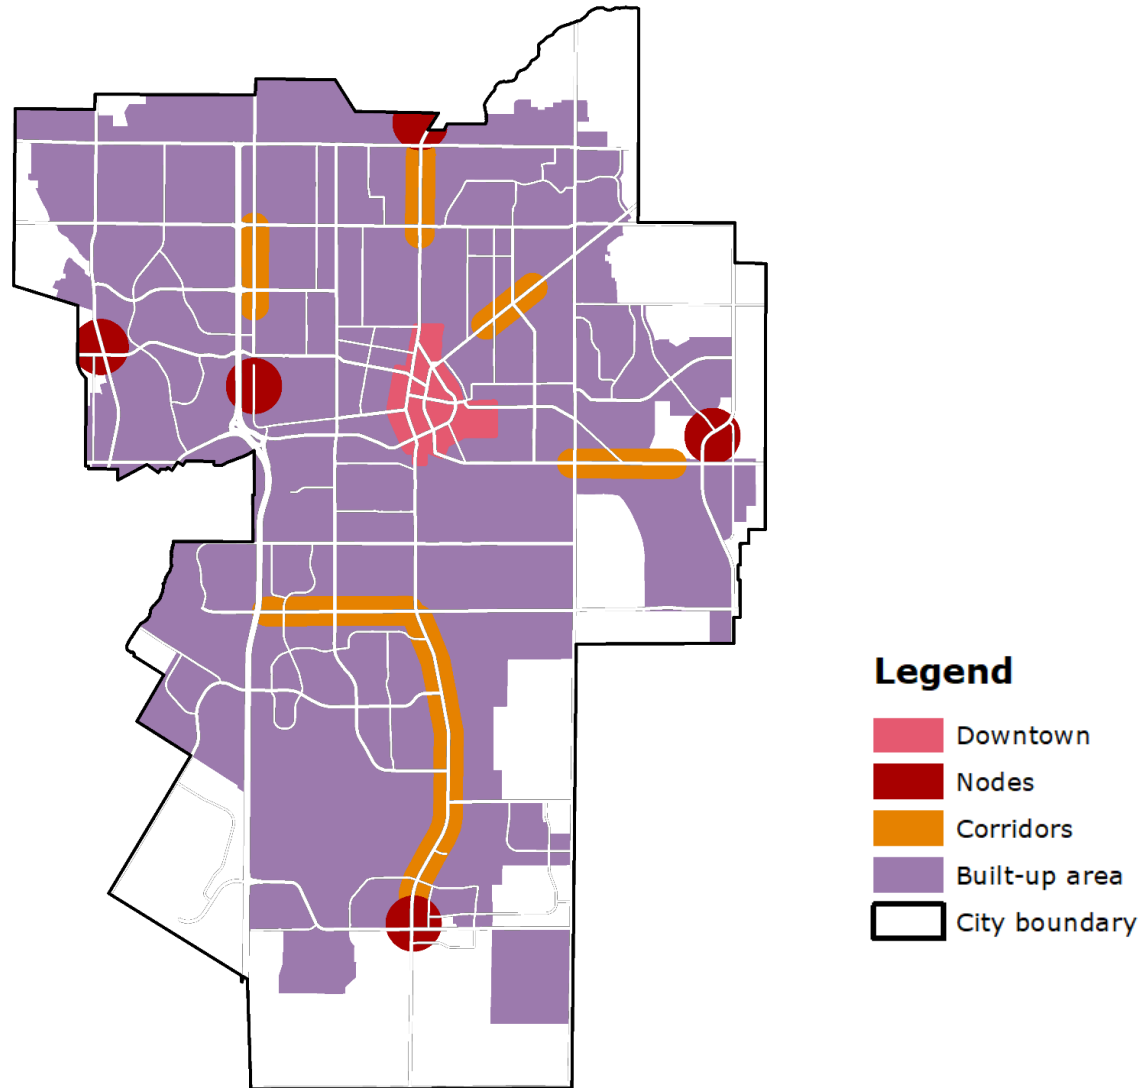 Legend
Downtown
Nodes
Corridors
Built-up area
City boundary